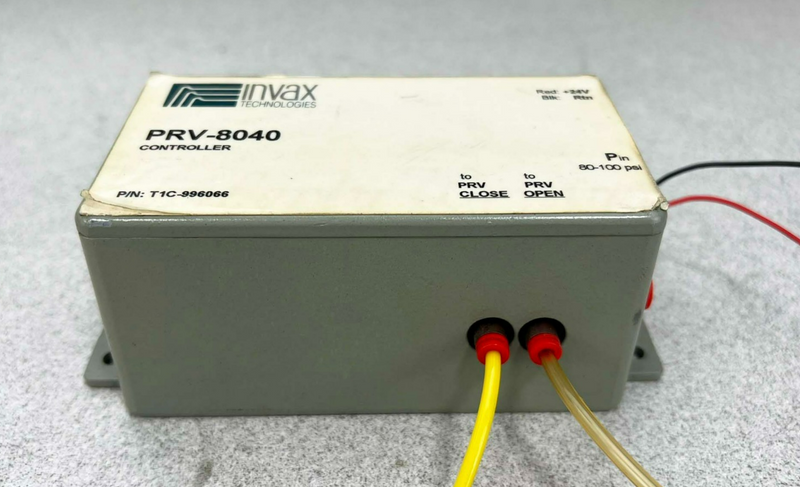 invax
TECHNOLOGIES
Red: +24V
Blk: Rtn
PRV-8040
CONTROLLER
Pin
80-100 psi
to
PRV
CLOSE
to
PRV
OPEN
P/N: T1C-996066